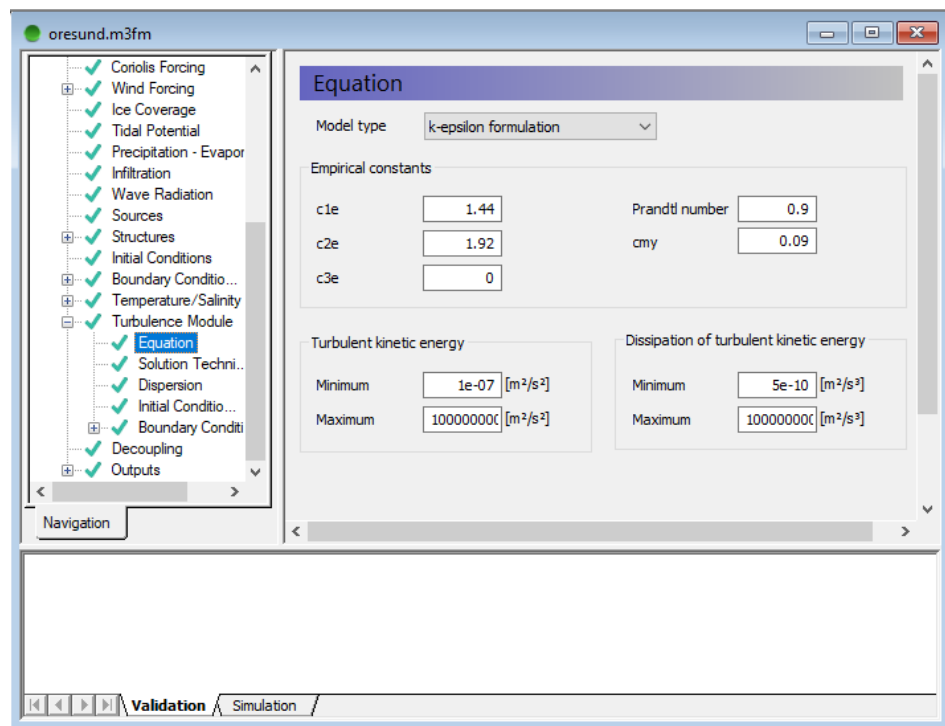 oresund.m3fm
Coriolis Forcing
Wind Forcing
Ice Coverage
Tidal Potential
Precipitation - Evapor
Infiltration
Wave Radiation
Sources
Structures
Initial Conditions
Boundary Conditio...
Temperature/Salinity
Turbulence Module
Equation
Solution Techni..
Dispersion
Initial Conditio...
Boundary Conditi
Decoupling
Outputs
Navigation
Equation
Model type k-epsilon formulation
Empirical constants
c1e 1.44 Prandtl number 0.9
c2e 1.92 cmy 0.09
c3e 0
Turbulent kinetic energy
Minimum 1e-07 [m²/s²]
Maximum 100000000 [m²/s²]
Dissipation of turbulent kinetic energy
Minimum 5e-10 [m²/s³]
Maximum 100000000 [m²/s³]
Validation Simulation